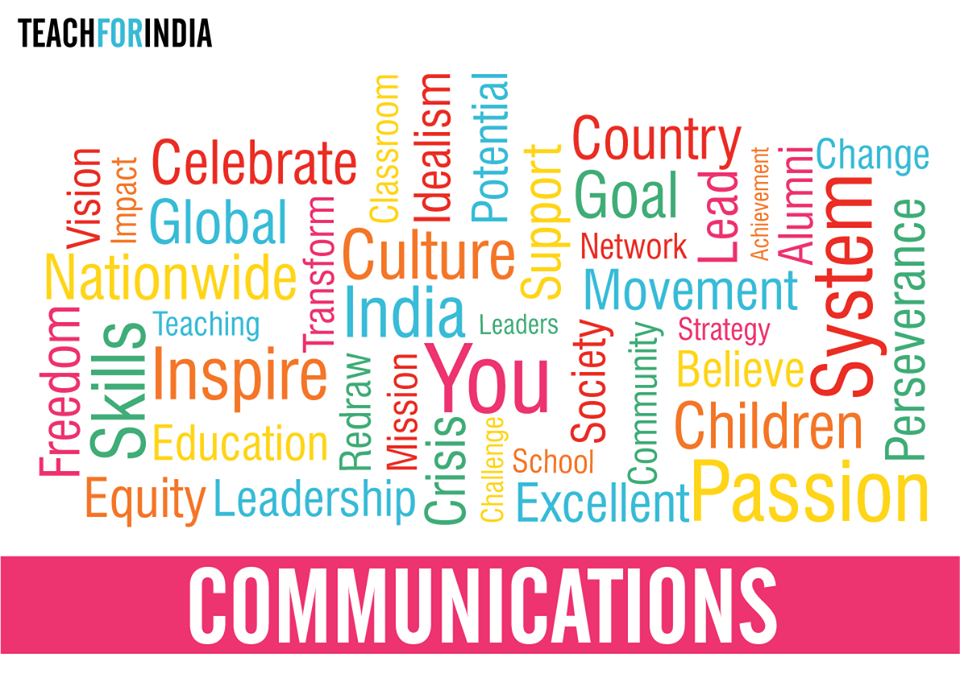 TEACHFORINDIA
Vision
Impact
Celebrate
Global
Nationwide
Classroom
Idealism
Potential
Transform
Culture
India
Leaders
Support
Country
Goal
Network
Lead
Achievement
Alumni
Change
Movement
System
Perseverance
Freedom
Skills
Teaching
Inspire
Education
Equity
Leadership
Redraw
Mission
You
Crisis
Challenge
School
Society
Community
Strategy
Believe
Children
Excellent
Passion
COMMUNICATIONS